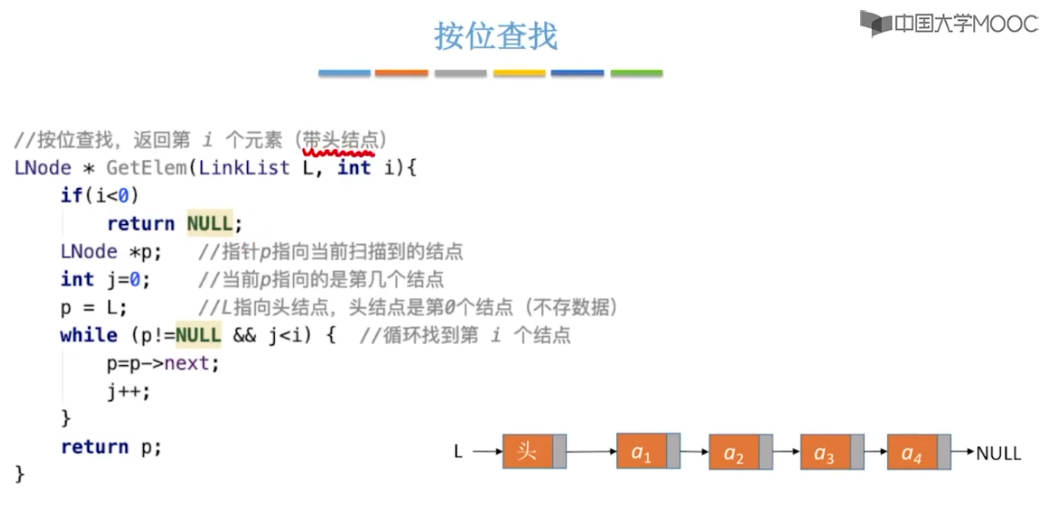 按位查找
中国大学MOOC
//按位查找，返回第 i 个元素（带头结点）
LNode * GetElem(LinkList L, int i){
if(i<0)
return NULL;
LNode *p; //指针p指向当前扫描到的结点
int j=0; //当前p指向的是第几个结点
p = L; //L指向头结点，头结点是第0个结点（不存数据）
while (p!=NULL && j<i) { //循环找到第 i 个结点
p=p->next;
j++;
}
return p;
}
L 头 a1 a2 a3 a4 NULL